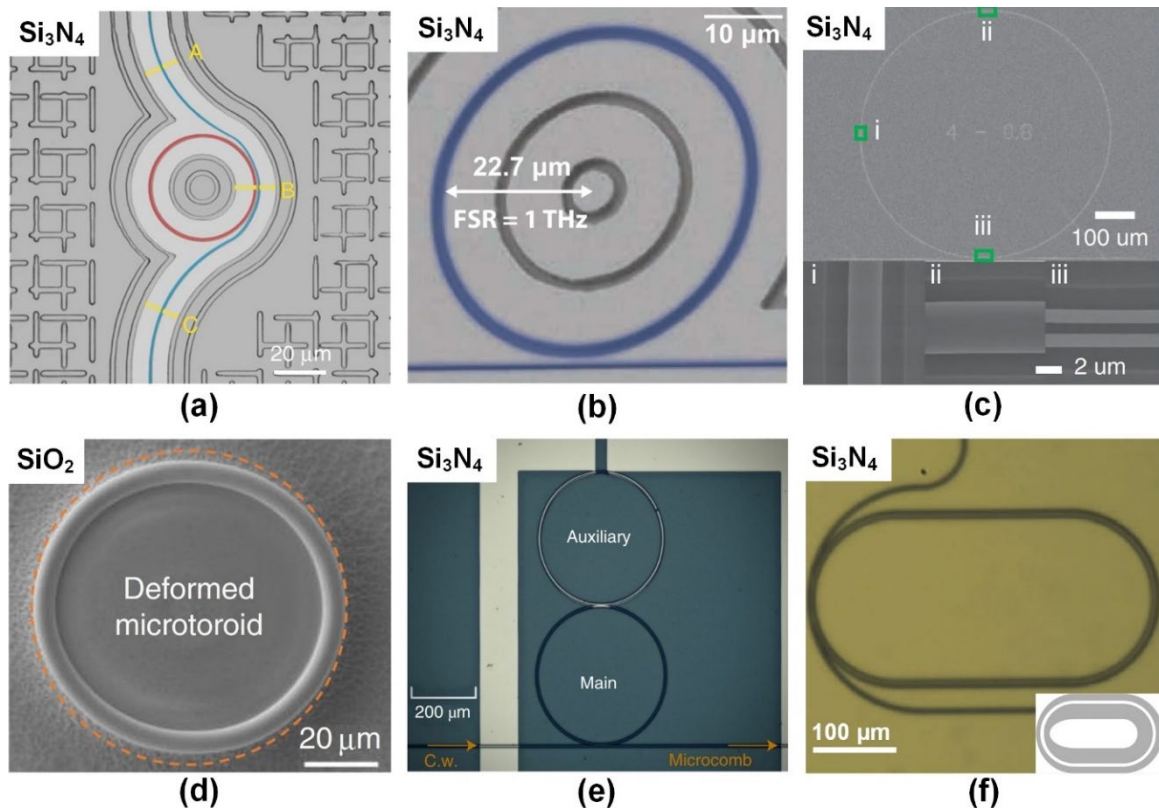 Si₃N₄
A
B
C
20 μm
(a)
Si₃N₄
10 μm
22.7 μm
FSR = 1 THz
(b)
Si₃N₄
ii
i
4 - 0.8
iii
100 um
i
ii
iii
2 um
(c)
SiO₂
Deformed
microtoroid
20 μm
(d)
Si₃N₄
Auxiliary
Main
200 μm
C.w.
Microcomb
(e)
Si₃N₄
100 μm
(f)